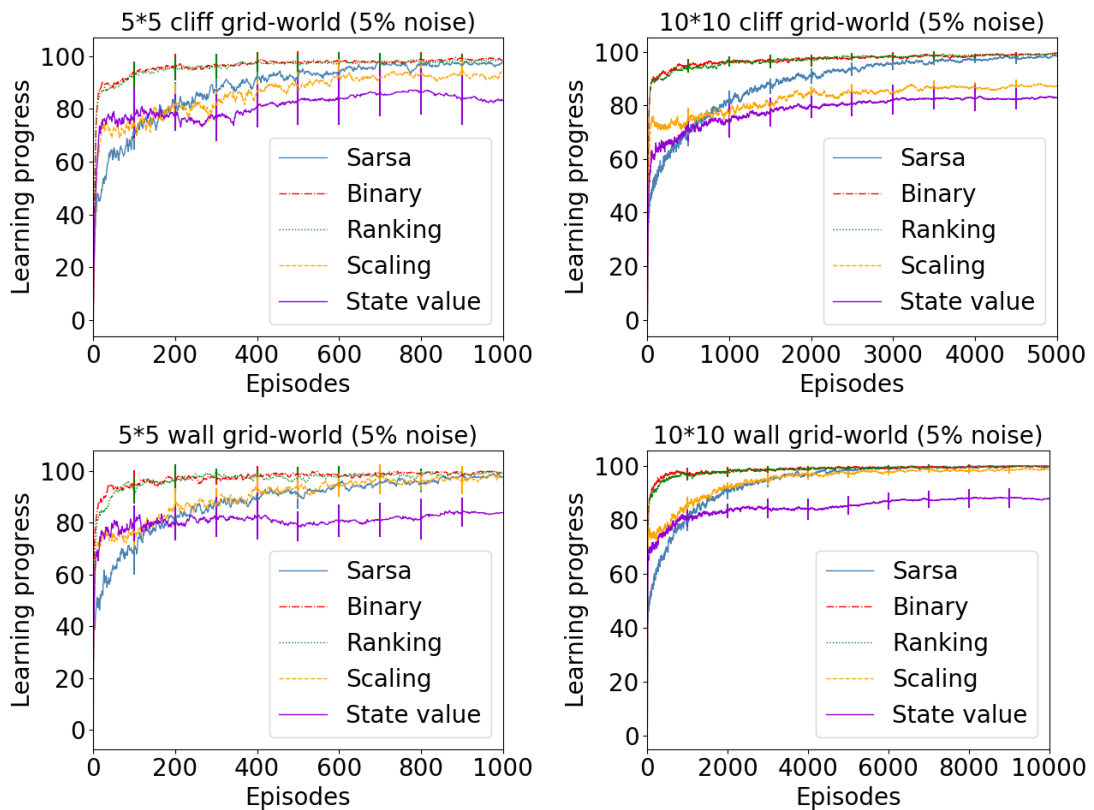 5*5 cliff grid-world (5% noise)
100
80
60
40
20
0
Learning progress
Sarsa
Binary
Ranking
Scaling
State value
0 200 400 600 800 1000
Episodes
10*10 cliff grid-world (5% noise)
100
80
60
40
20
0
Learning progress
Sarsa
Binary
Ranking
Scaling
State value
0 1000 2000 3000 4000 5000
Episodes
5*5 wall grid-world (5% noise)
100
80
60
40
20
0
Learning progress
Sarsa
Binary
Ranking
Scaling
State value
0 200 400 600 800 1000
Episodes
10*10 wall grid-world (5% noise)
100
80
60
40
20
0
Learning progress
Sarsa
Binary
Ranking
Scaling
State value
0 2000 4000 6000 8000 10000
Episodes